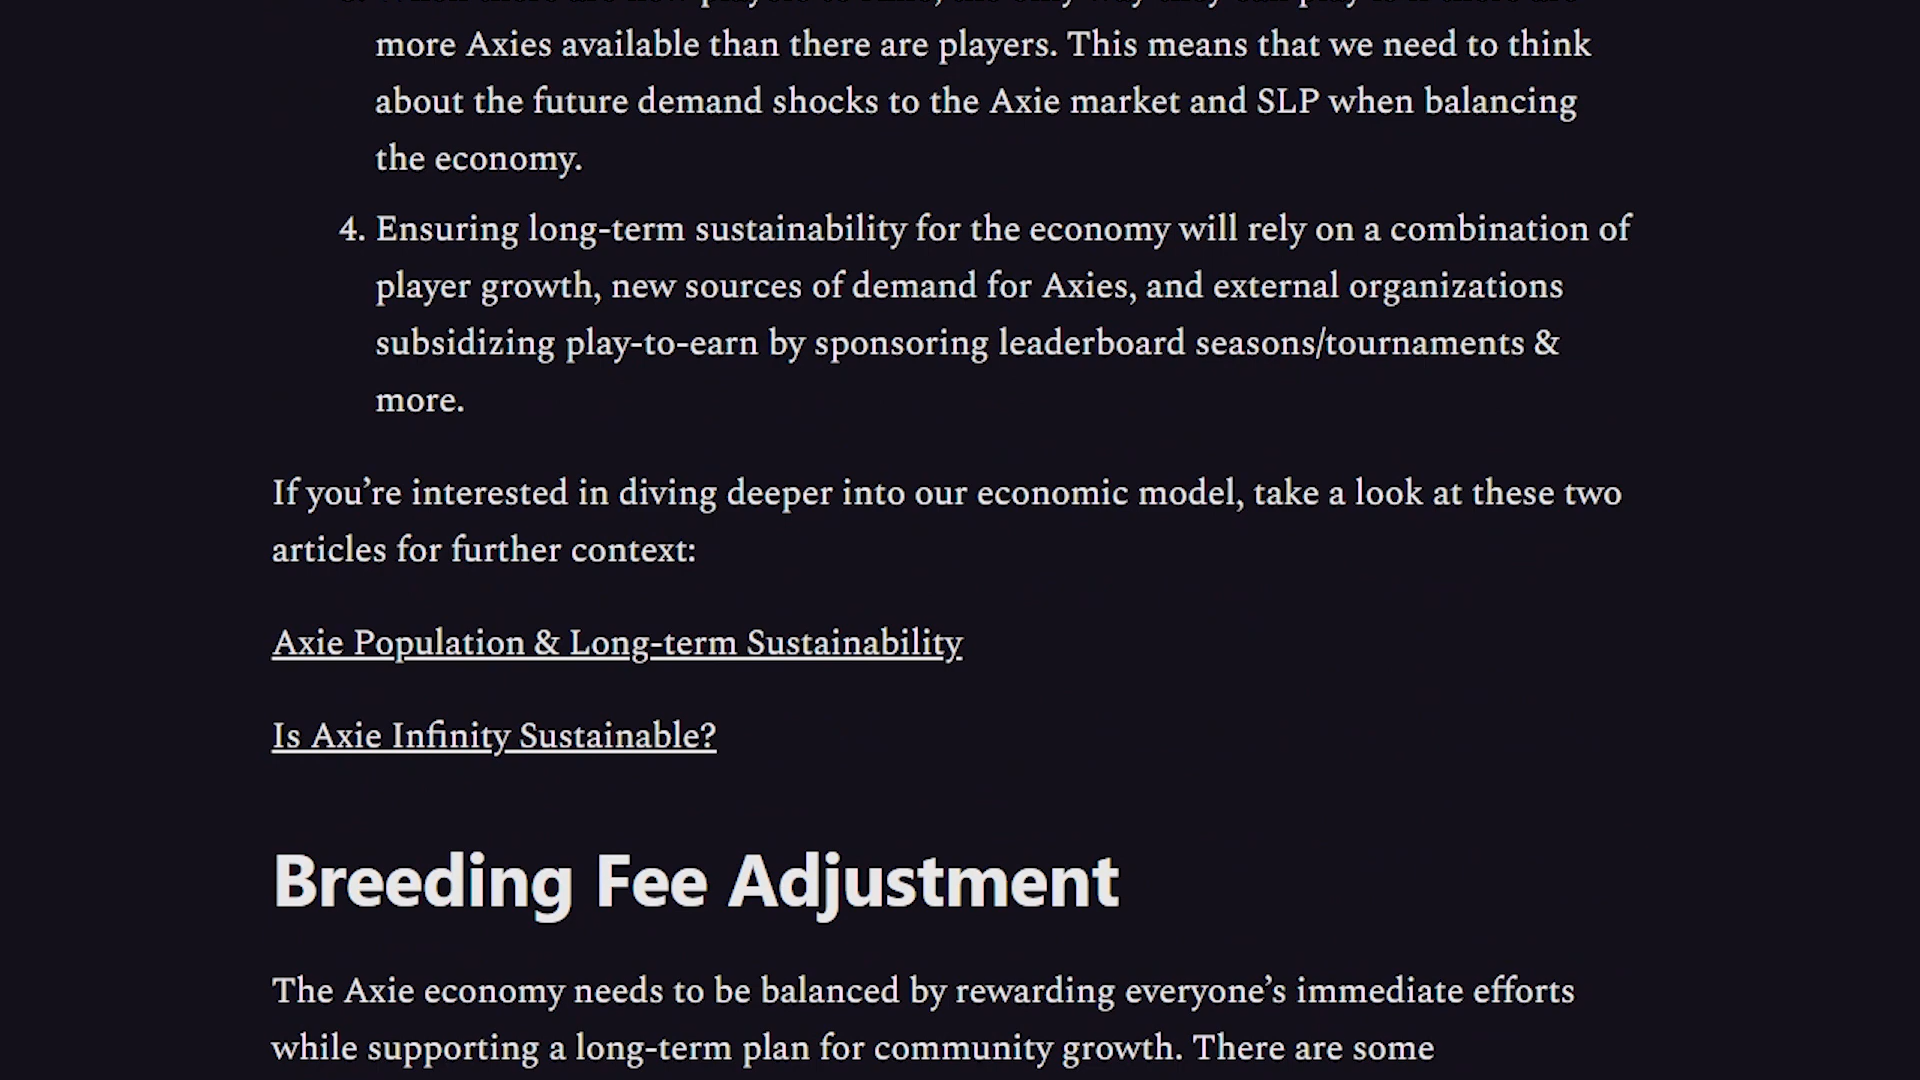 more Axies available than there are players. This means that we need to think
about the future demand shocks to the Axie market and SLP when balancing
the economy.
4. Ensuring long-term sustainability for the economy will rely on a combination of
player growth, new sources of demand for Axies, and external organizations
subsidizing play-to-earn by sponsoring leaderboard seasons/tournaments &
more.
If you’re interested in diving deeper into our economic model, take a look at these two
articles for further context:
Axie Population & Long-term Sustainability
Is Axie Infinity Sustainable?
Breeding Fee Adjustment
The Axie economy needs to be balanced by rewarding everyone’s immediate efforts
while supporting a long-term plan for community growth. There are some